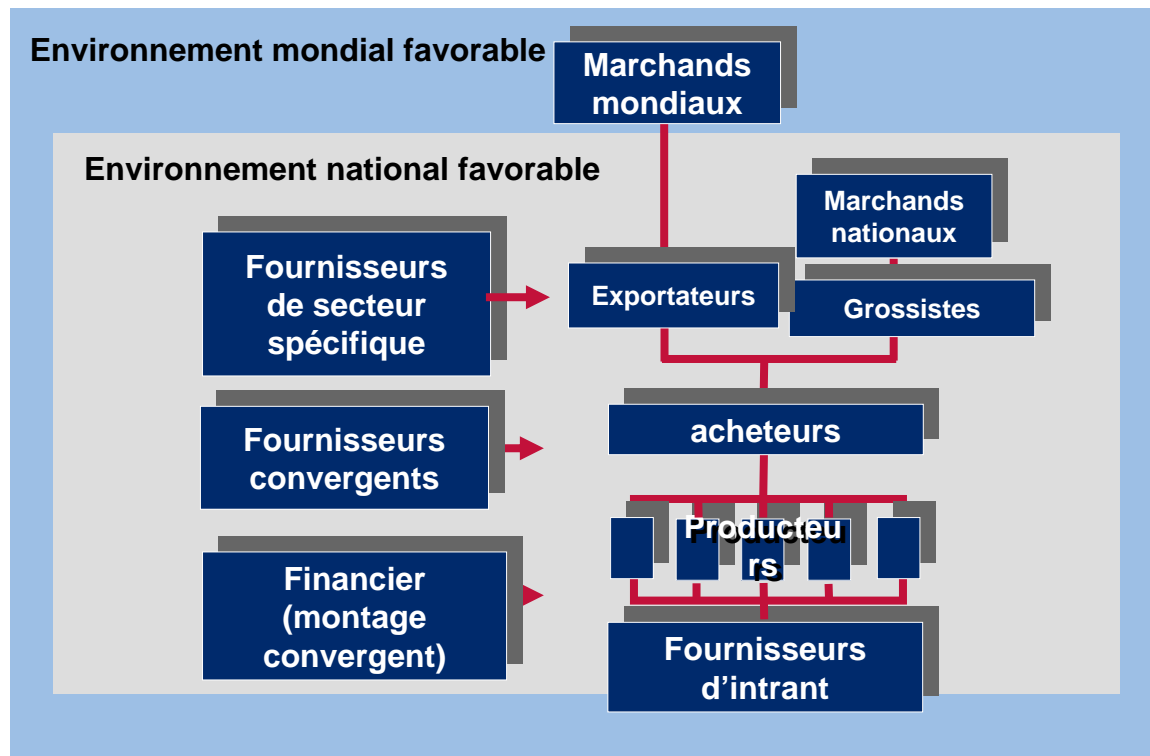 Environnement mondial favorable
Marchands
mondiaux
Environnement national favorable
Marchands
nationaux
Fournisseurs
de secteur
spécifique
Exportateurs
Grossistes
acheteurs
Fournisseurs
convergents
Producteu
rs
Financier
(montage
convergent)
Fournisseurs
d’intrant